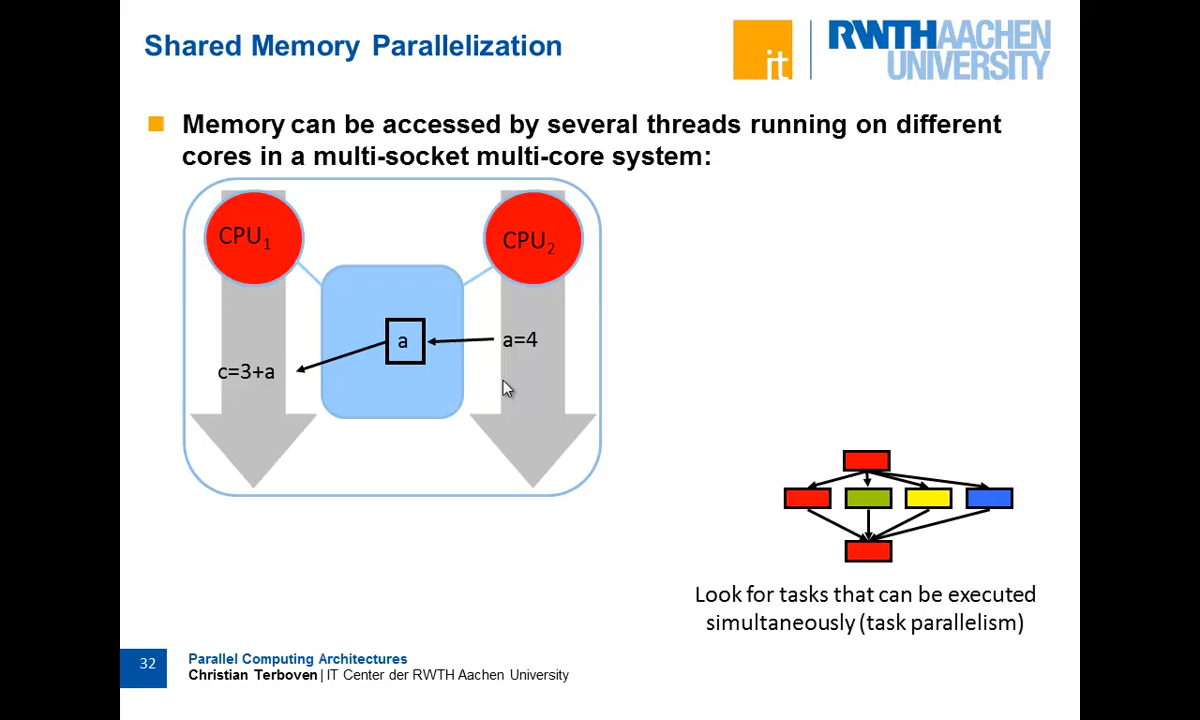 Shared Memory Parallelization
it
RWTHAACHEN
UNIVERSITY
Memory can be accessed by several threads running on different
cores in a multi-socket multi-core system:
CPU1
CPU2
a
a=4
c=3+a
Look for tasks that can be executed
simultaneously (task parallelism)
32
Parallel Computing Architectures
Christian Terboven | IT Center der RWTH Aachen University